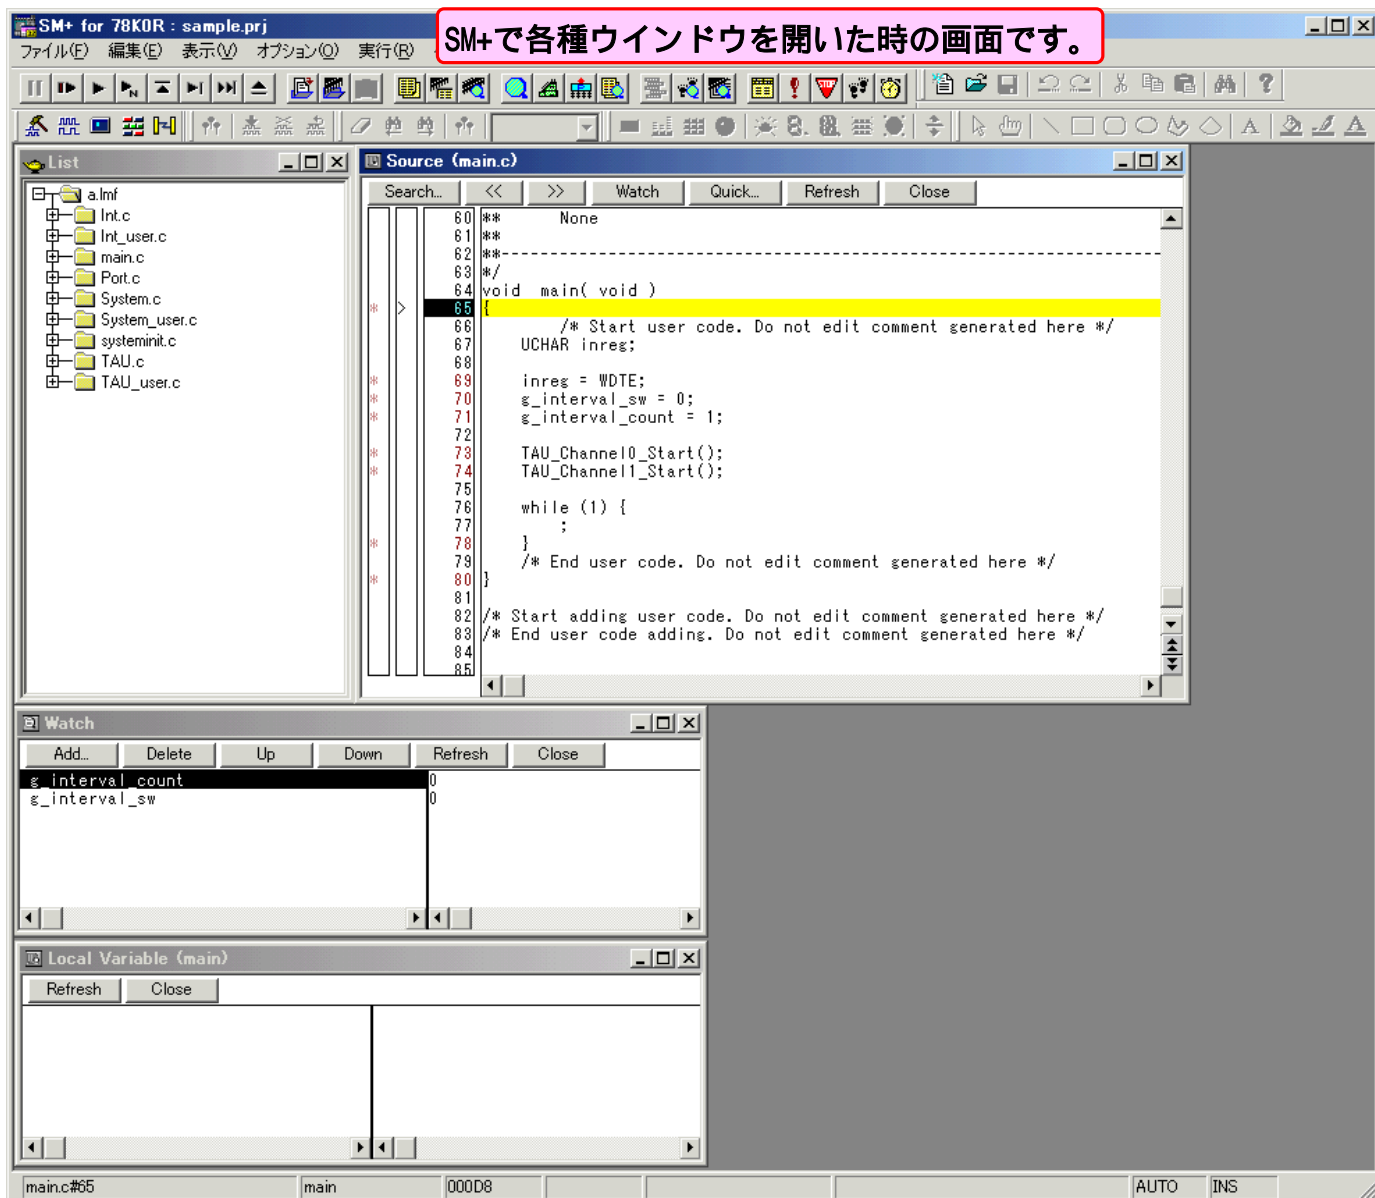 SM+ for 78K0R : sample.prj
SM+で各種ウインドウを開いた時の画面です。
ファイル(F) 編集(E) 表示(V) オプション(O) 実行(R)
List
a.lmf
Int.c
Int_user.c
main.c
Port.c
System.c
System_user.c
systeminit.c
TAU.c
TAU_user.c
Source (main.c)
Search... << >> Watch Quick... Refresh Close
60 ** None
61 **
62 **--------------------------------------------------------------------
63 */
64 void main( void )
* > 65 {
66 /* Start user code. Do not edit comment generated here */
67 UCHAR inreg;
68
* 69 inreg = WDTE;
* 70 g_interval_sw = 0;
* 71 g_interval_count = 1;
72
* 73 TAU_Channel0_Start();
* 74 TAU_Channel1_Start();
75
76 while (1) {
77 ;
* 78 }
79 /* End user code. Do not edit comment generated here */
* 80 }
81
82 /* Start adding user code. Do not edit comment generated here */
83 /* End user code adding. Do not edit comment generated here */
84
85
Watch
Add... Delete Up Down Refresh Close
g_interval_count 0
g_interval_sw 0
Local Variable (main)
Refresh Close
main.c#65 main 000D8 AUTO INS